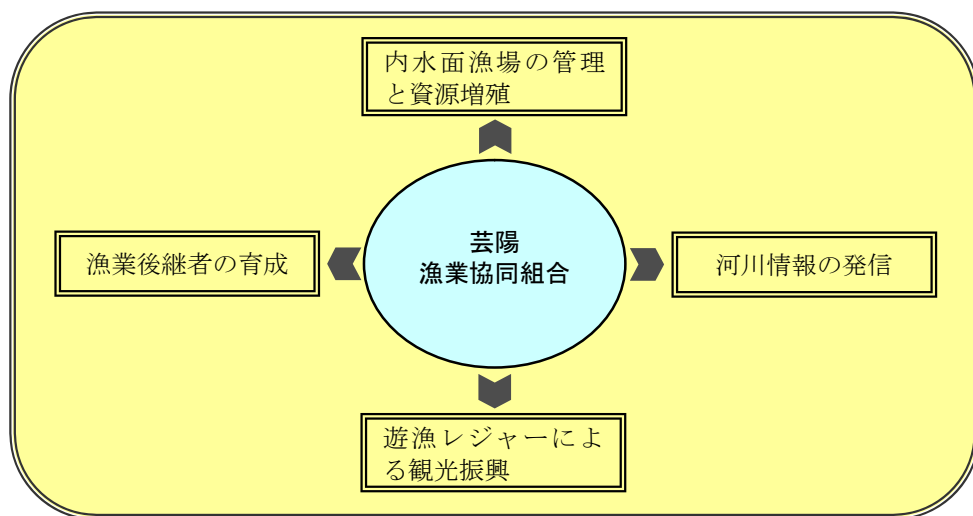 内水面漁場の管理
と資源増殖
芸陽
漁業協同組合
漁業後継者の育成
河川情報の発信
遊漁レジャーによ
る観光振興